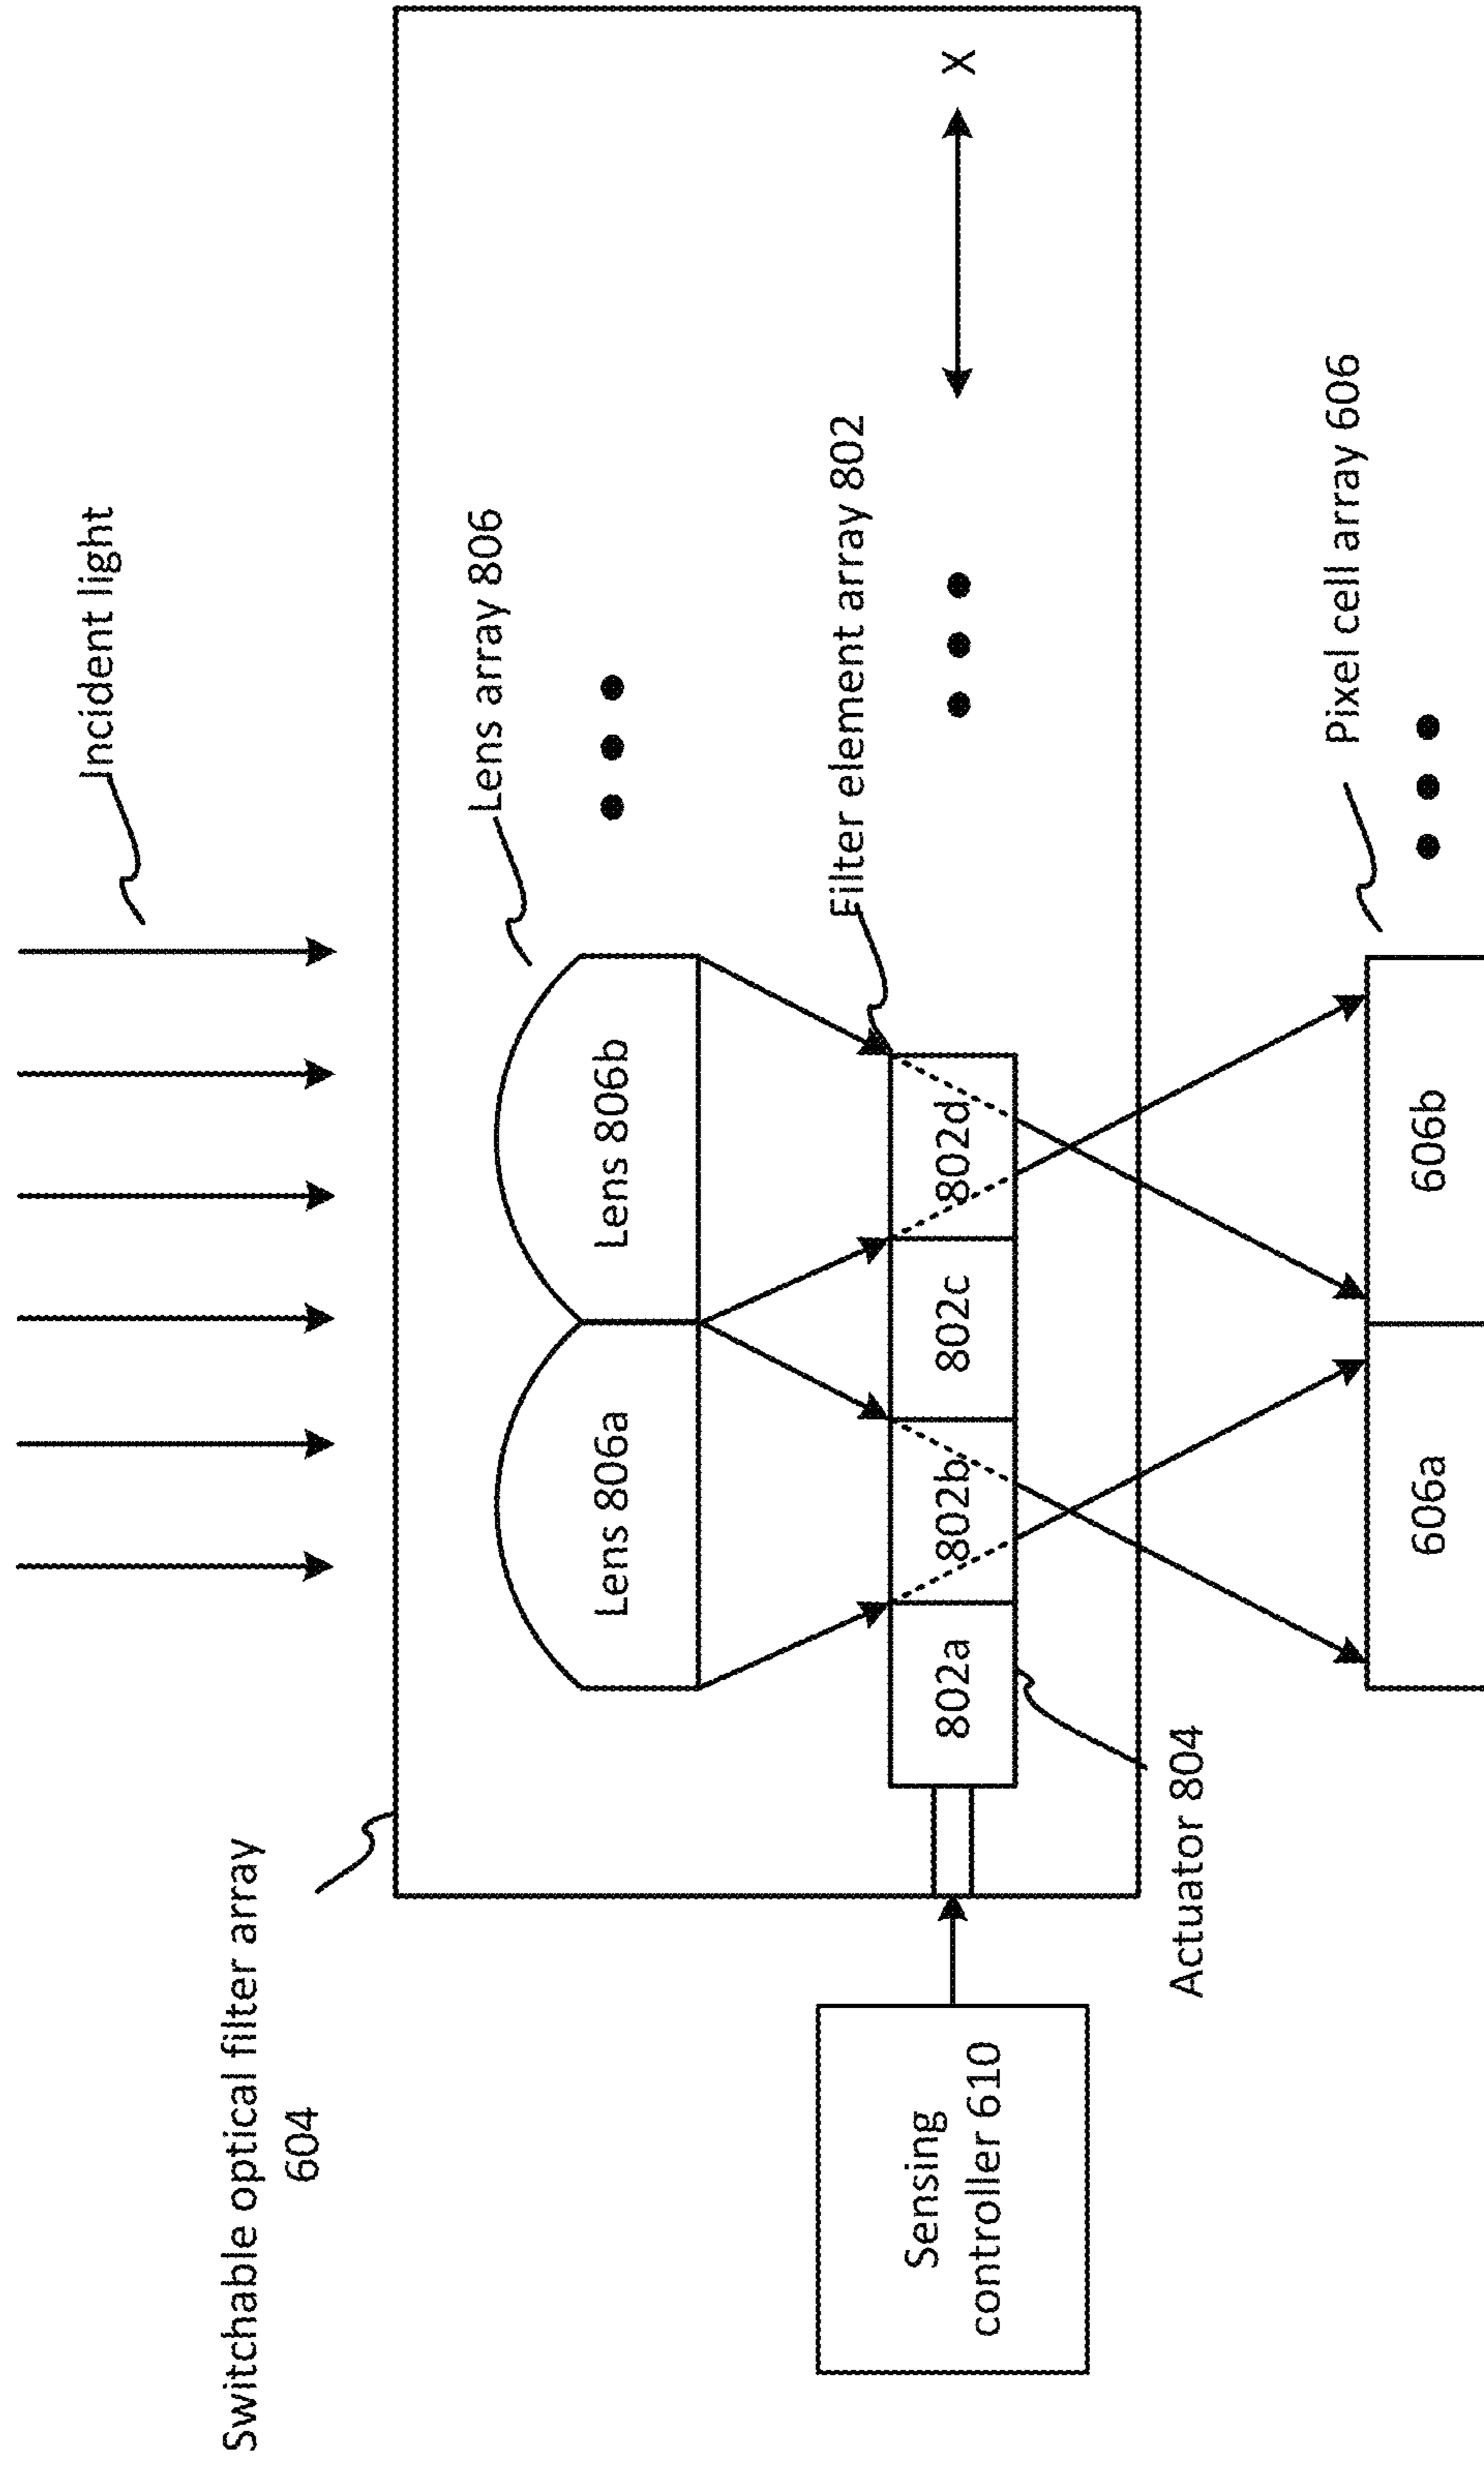 Switchable optical filter array
604
Incident light
Lens array 806
Lens 806a
Lens 806b
Filter element array 802
802a
802b
802c
802d
X
Sensing
controller 610
Actuator 804
Pixel cell array 606
606a
606b